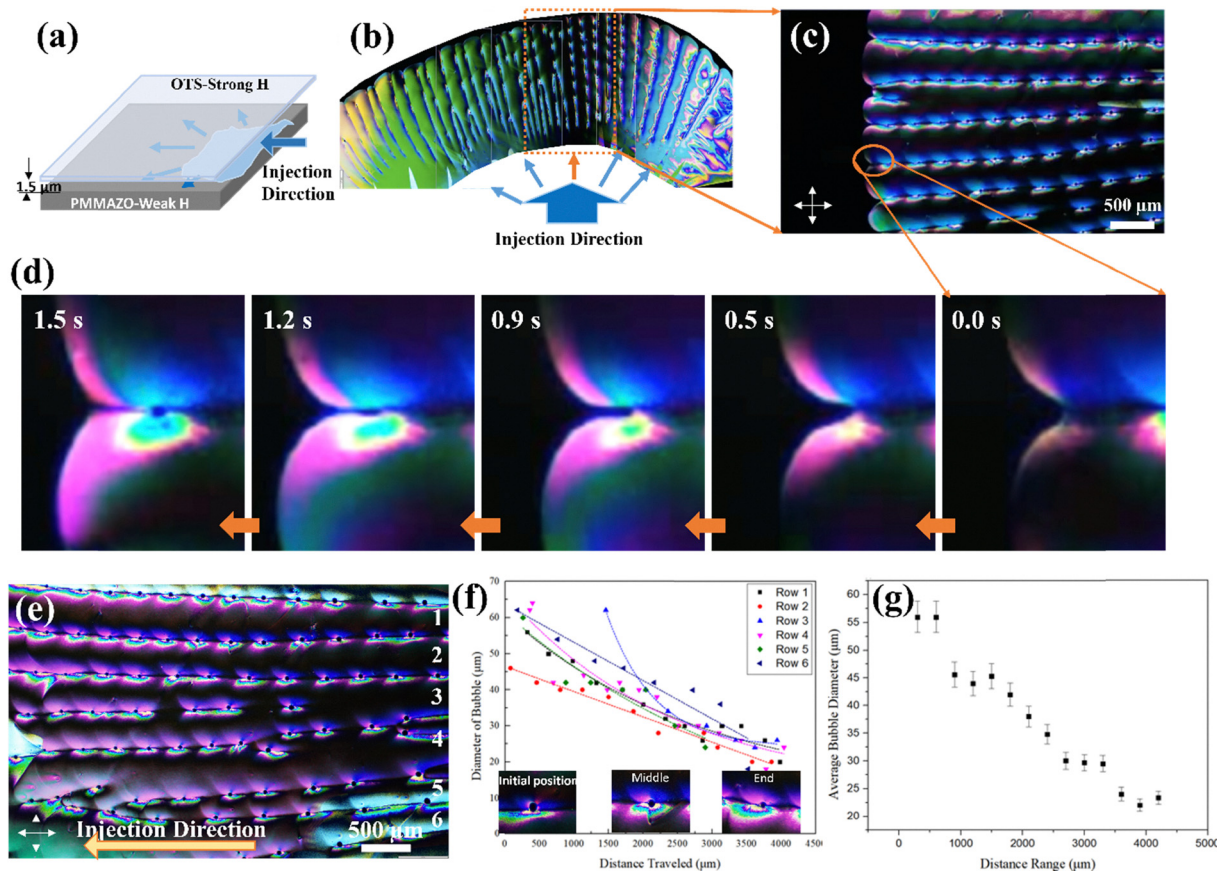 (a)
OTS-Strong H
Injection
Direction
1.5 μm
PMMAZO-Weak H
(b)
Injection Direction
(c)
500 μm
(d)
1.5 s
1.2 s
0.9 s
0.5 s
0.0 s
(e)
1
2
3
4
5
6
Injection Direction
500 μm
(f)
70
60
50
40
30
20
10
0
Diameter of Bubble (μm)
Row 1
Row 2
Row 3
Row 4
Row 5
Row 6
Initial position
Middle
End
0 500 1000 1500 2000 2500 3000 3500 4000 450
Distance Traveled (μm)
(g)
60
55
50
45
40
35
30
25
20
Average Bubble Diameter (μm)
0 1000 2000 3000 4000 5000
Distance Range (μm)